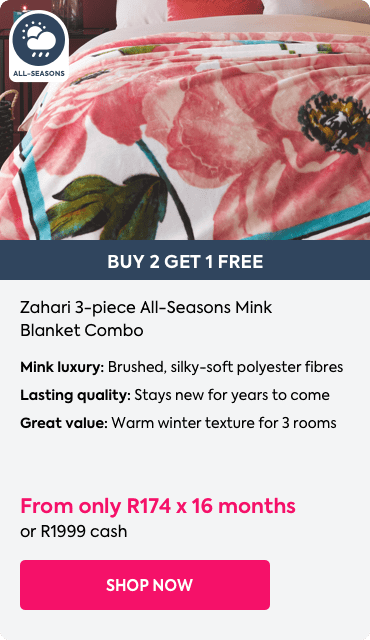 ALL-SEASONS
BUY 2 GET 1 FREE
Zahari 3-piece All-Seasons Mink
Blanket Combo
Mink luxury: Brushed, silky-soft polyester fibres
Lasting quality: Stays new for years to come
Great value: Warm winter texture for 3 rooms
From only R174 x 16 months
or R1999 cash
SHOP NOW